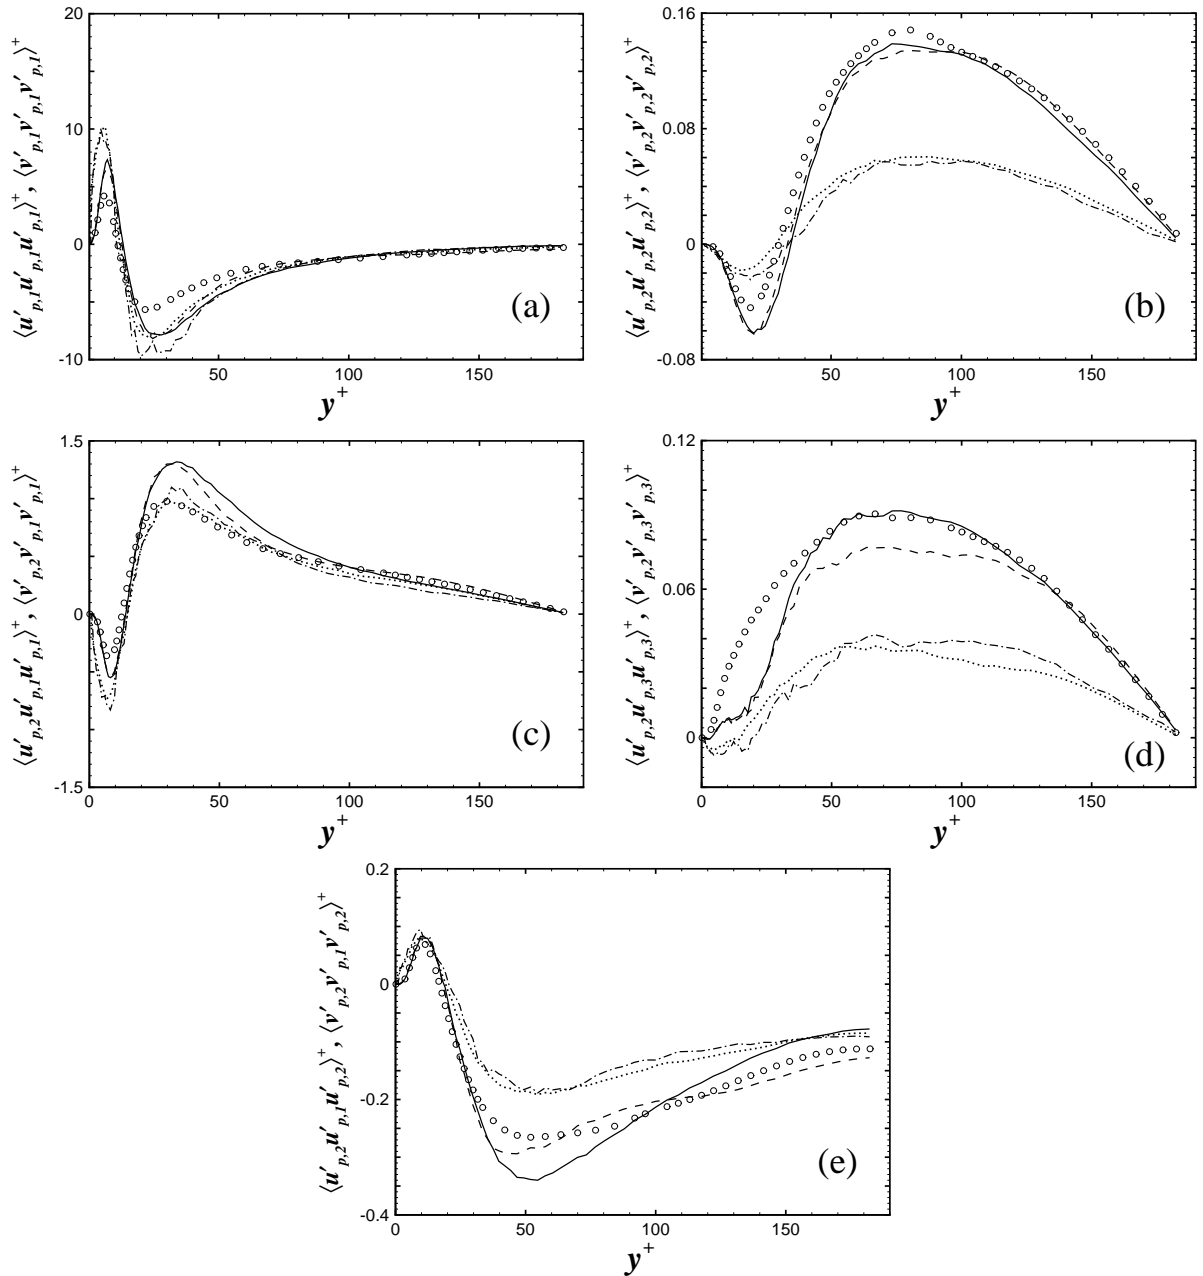 20
10
0
-10
50
100
150
y+
⟨u′p,1u′p,1u′p,1⟩+, ⟨v′p,1v′p,1v′p,1⟩+
(a)
0.16
0.08
0
-0.08
0
50
100
150
y+
⟨u′p,2u′p,2u′p,2⟩+, ⟨v′p,2v′p,2v′p,2⟩+
(b)
1.5
0
-1.5
0
50
100
150
y+
⟨u′p,2u′p,1u′p,1⟩+, ⟨v′p,2v′p,1v′p,1⟩+
(c)
0.12
0.06
0
0
50
100
150
y+
⟨u′p,2u′p,3u′p,3⟩+, ⟨v′p,2v′p,3v′p,3⟩+
(d)
0.2
0
-0.2
-0.4
0
50
100
150
y+
⟨u′p,2u′p,1u′p,2⟩+, ⟨v′p,2v′p,1v′p,2⟩+
(e)